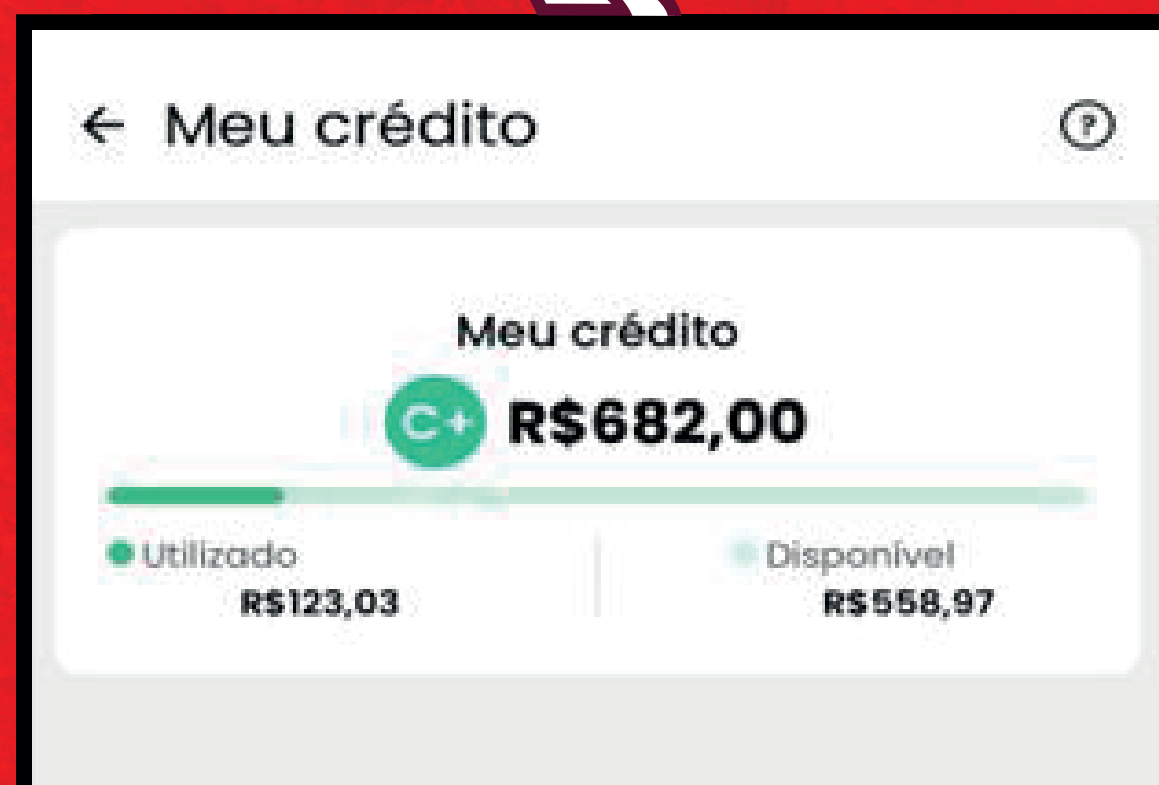 ← Meu crédito ?
Meu crédito
C+ R$682,00
Utilizado
R$123,03
Disponível
R$558,97